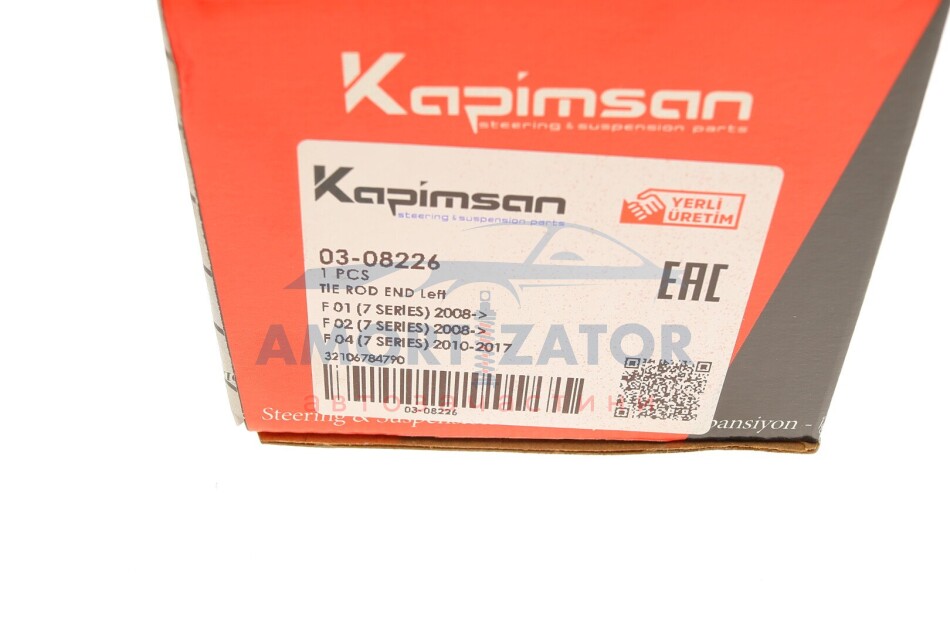 Kapimsan
steering & suspension parts
Kapimsan
steering & suspension parts
YERLİ
ÜRETİM
03-08226
1 PCS
TIE ROD END Left
EAC
F 01 (7 SERIES) 2008->
F 02 (7 SERIES) 2008->
F 04 (7 SERIES) 2010-2017
AMORTIZATOR
32106784790
автозапчастини
03-08226
Steering & Suspens
pansiyon -